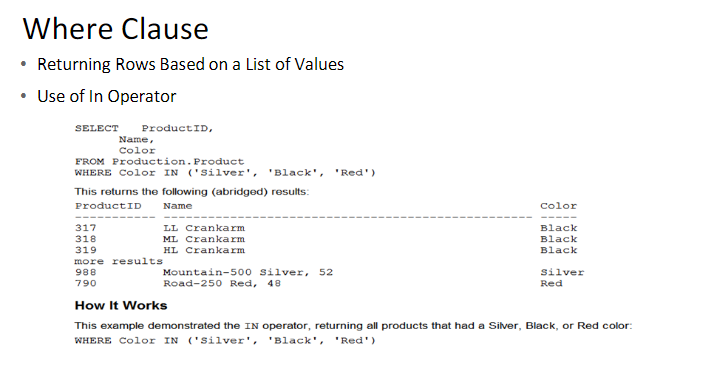 Where Clause
• Returning Rows Based on a List of Values
• Use of In Operator
SELECT ProductID,
Name,
Color
FROM Production.Product
WHERE Color IN ('Silver', 'Black', 'Red')
This returns the following (abridged) results:
ProductID Name Color
----------- -------------------------------------------------- -----
317 LL Crankarm Black
318 ML Crankarm Black
319 HL Crankarm Black
more results
988 Mountain-500 Silver, 52 Silver
790 Road-250 Red, 48 Red
How It Works
This example demonstrated the IN operator, returning all products that had a Silver, Black, or Red color:
WHERE Color IN ('Silver', 'Black', 'Red')